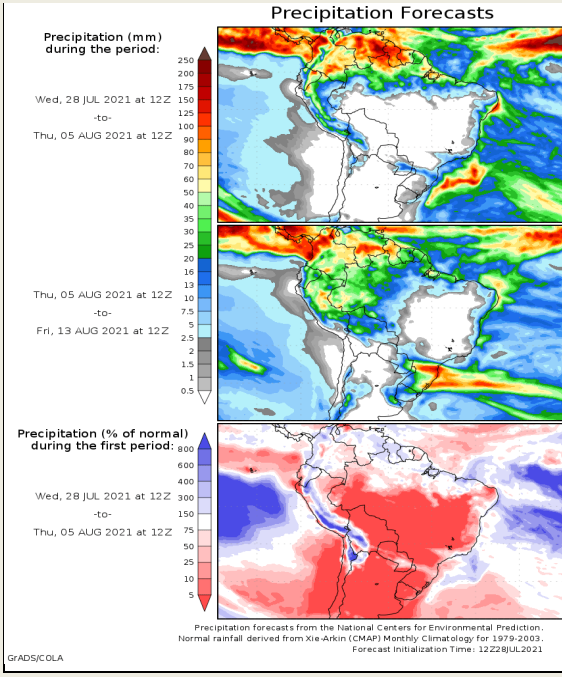 Precipitation Forecasts
Precipitation (mm)
during the period:
Wed, 28 JUL 2021 at 12Z
-to-
Thu, 05 AUG 2021 at 12Z
250
200
175
150
125
100
90
80
70
60
50
40
35
30
25
20
16
13
10
7.5
5
2.5
2
1.5
1
0.5
Thu, 05 AUG 2021 at 12Z
-to-
Fri, 13 AUG 2021 at 12Z
Precipitation (% of normal)
during the first period:
Wed, 28 JUL 2021 at 12Z
-to-
Thu, 05 AUG 2021 at 12Z
800
600
400
300
150
75
50
25
10
5
Precipitation forecasts from the National Centers for Environmental Prediction.
Normal rainfall derived from Xie-Arkin (CMAP) Monthly Climatology for 1979-2003.
Forecast Initialization Time: 12Z28JUL2021
GrADS/COLA